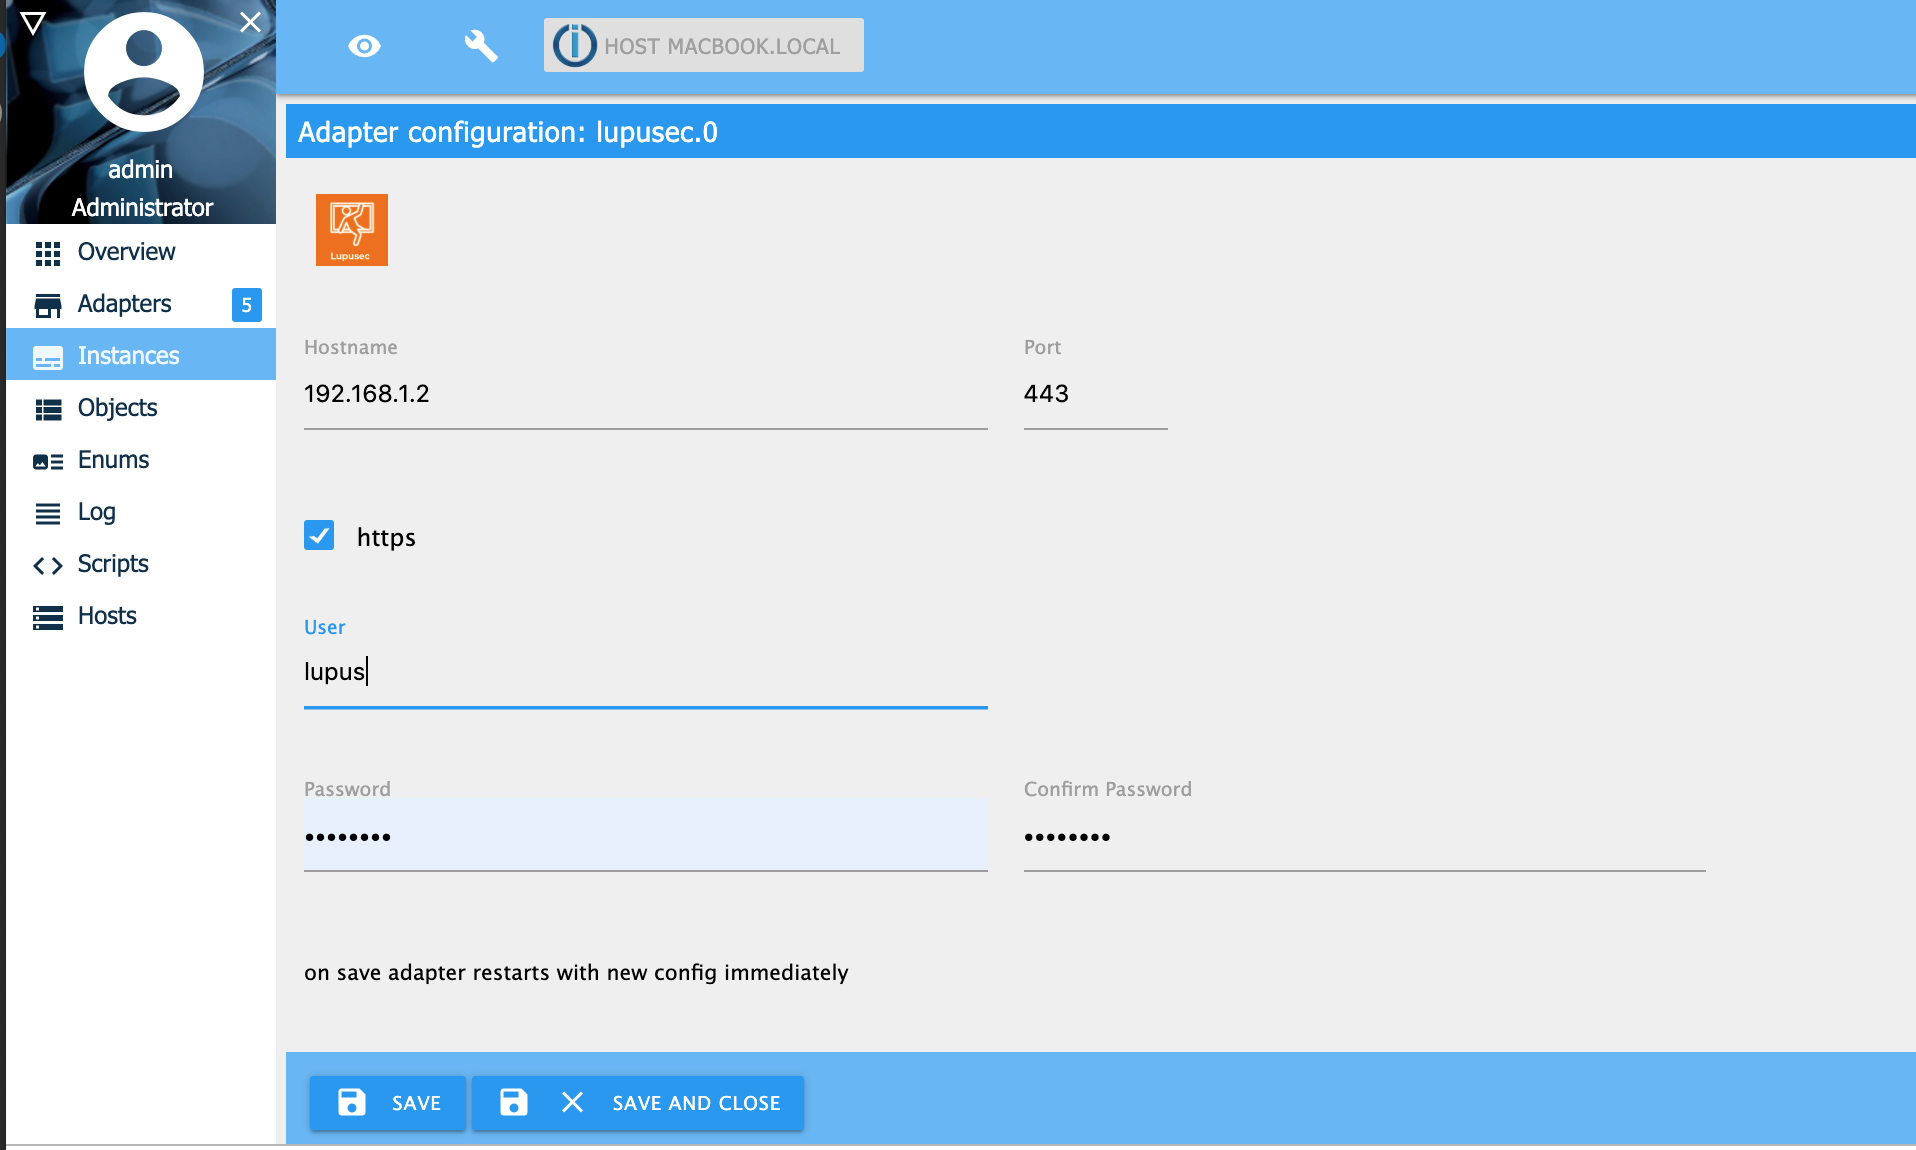 admin
Administrator
Overview
Adapters 5
Instances
Objects
Enums
Log
Scripts
Hosts
HOST MACBOOK.LOCAL
Adapter configuration: lupusec.0
Lupusec
Hostname
192.168.1.2
Port
443
https
User
lupus
Password
••••••••
Confirm Password
••••••••
on save adapter restarts with new config immediately
SAVE
SAVE AND CLOSE